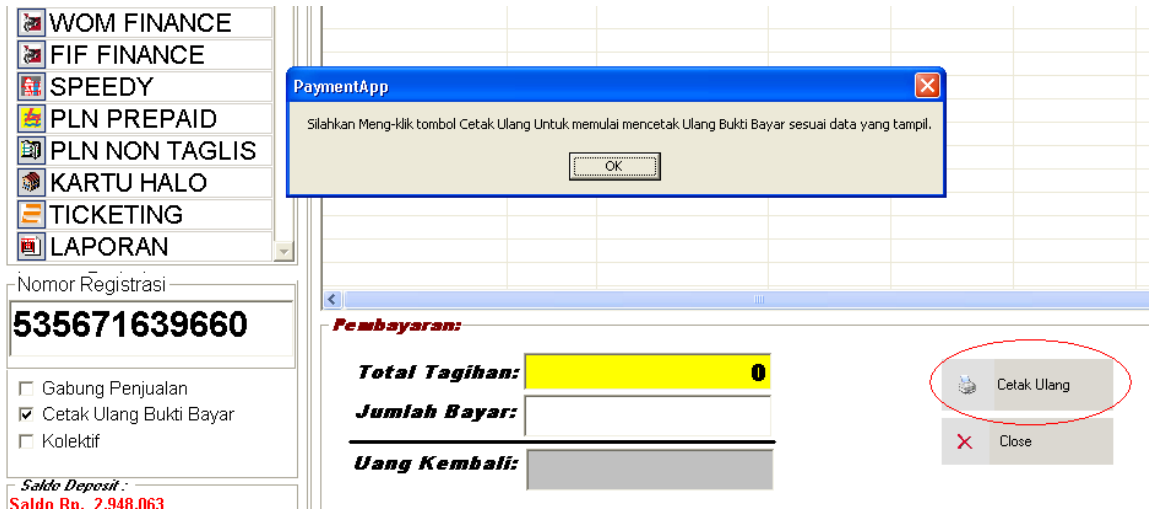 WOM FINANCE
FIF FINANCE
SPEEDY
PLN PREPAID
PLN NON TAGLIS
KARTU HALO
TICKETING
LAPORAN
Nomor Registrasi
535671639660
Gabung Penjualan
Cetak Ulang Bukti Bayar
Kolektif
Saldo Deposit :
Saldo Rp. 2.948.063
PaymentApp
Silahkan Meng-klik tombol Cetak Ulang Untuk memulai mencetak Ulang Bukti Bayar sesuai data yang tampil.
OK
Pembayaran:
Total Tagihan: 0
Jumlah Bayar:
Uang Kembali:
Cetak Ulang
Close